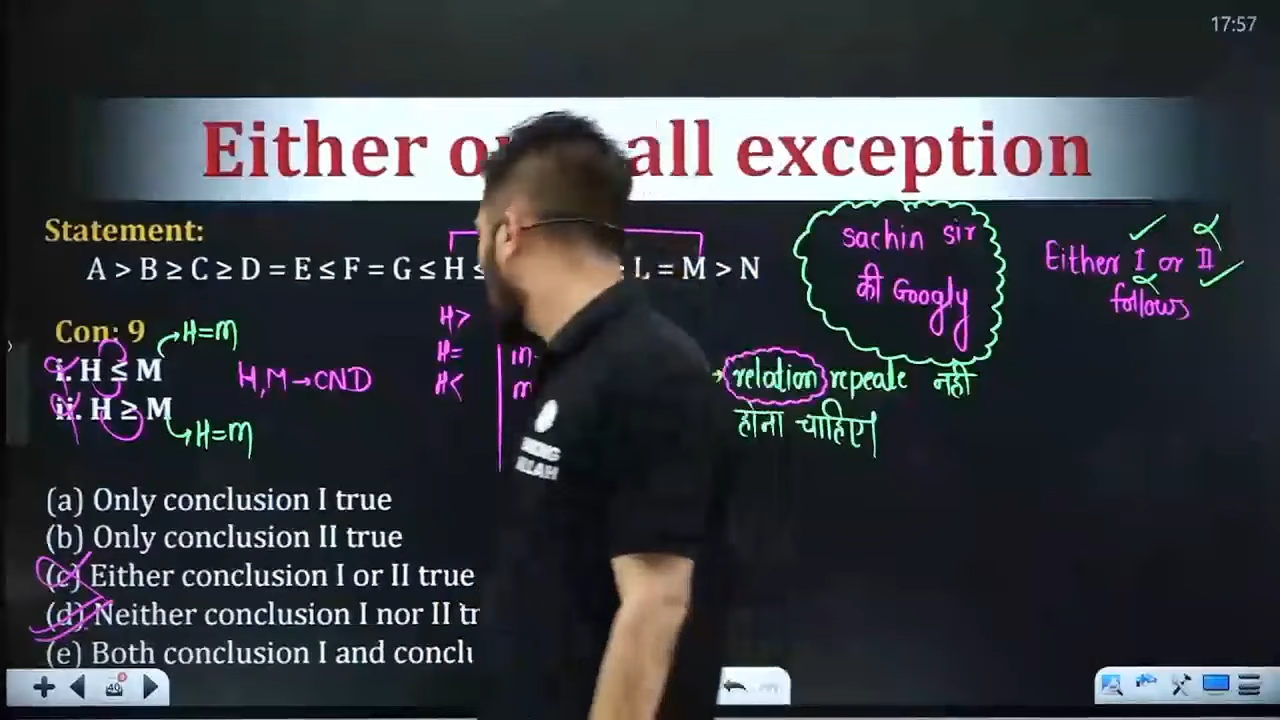 17:57
Either o all exception
Statement:
A > B ≥ C ≥ D = E ≤ F = G ≤ H ≤ L = M > N
Con: 9
i. H ≤ M
H=m
ii. H ≥ M
H=m
H, M → CND
H>
H=
H<
m
sachin sir
की Googly
Either I or II
follows
relation repeate नहीं
होना चाहिए।
(a) Only conclusion I true
(b) Only conclusion II true
(c) Either conclusion I or II true
(d) Neither conclusion I nor II tr
(e) Both conclusion I and conclu
40